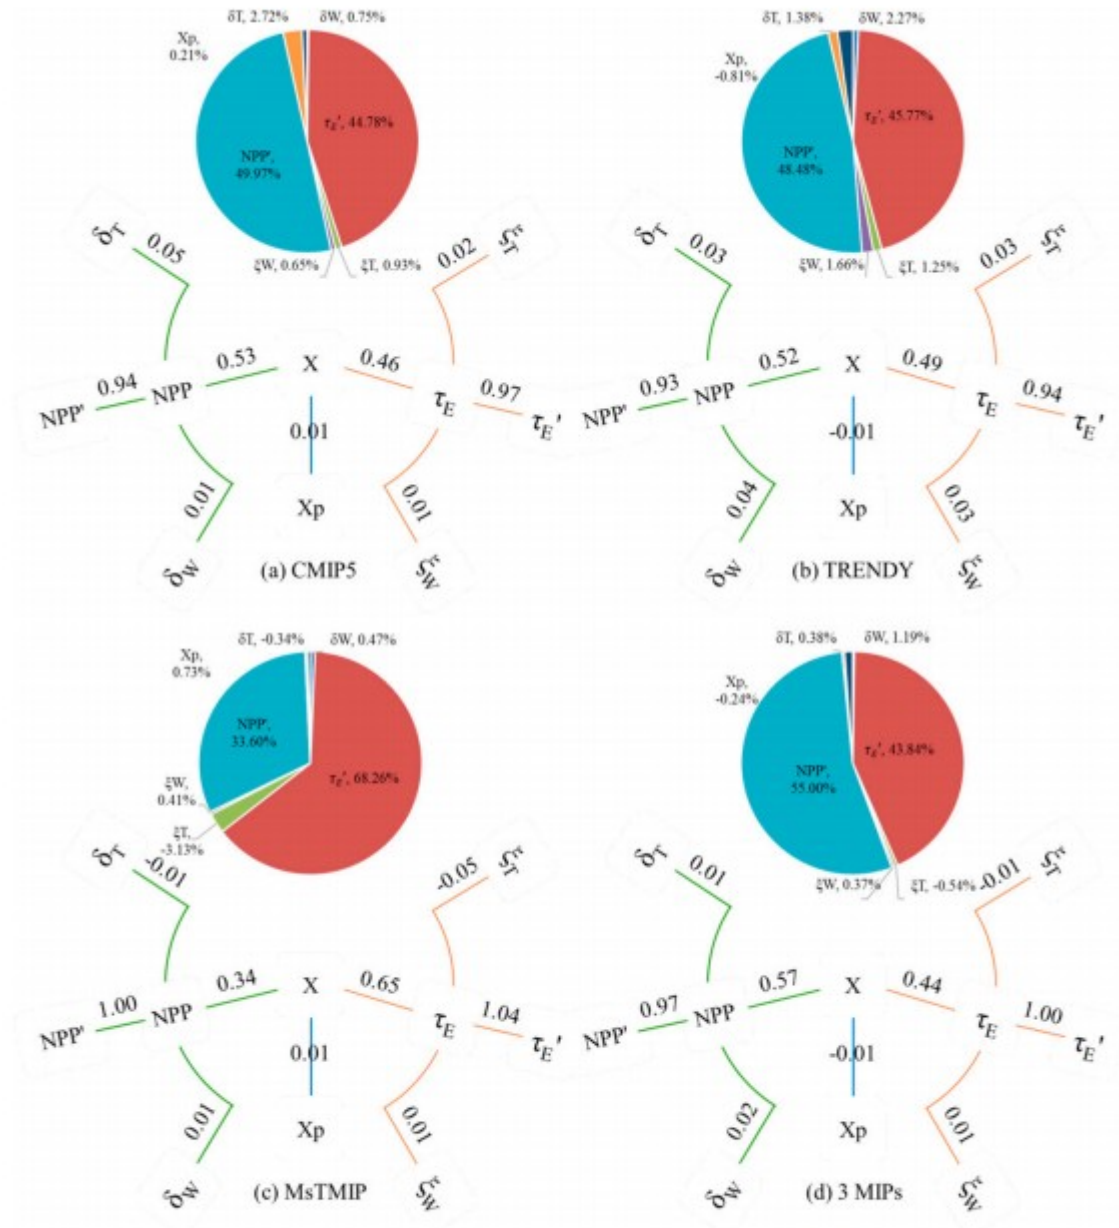 δT, 2.72%
δW, 0.75%
Xp,
0.21%
τE', 44.78%
NPP',
49.97%
ξW, 0.65%
ξT, 0.93%
δT
0.05
0.02
ξT
0.53
X
0.46
NPP'
0.94
NPP
τE
0.97
τE'
0.01
Xp
0.01
δW
0.01
ξW
(a) CMIP5
δT, 1.38%
δW, 2.27%
Xp,
-0.81%
τE', 45.77%
NPP',
48.48%
ξW, 1.66%
ξT, 1.25%
δT
0.03
0.03
ξT
0.52
X
0.49
NPP'
0.93
NPP
τE
0.94
τE'
-0.01
Xp
0.04
δW
0.03
ξW
(b) TRENDY
δT, -0.34%
δW, 0.47%
Xp,
0.73%
NPP',
33.60%
τE', 68.26%
ξW,
0.41%
ξT,
-3.13%
δT
-0.01
-0.05
ξT
0.34
X
0.65
NPP'
1.00
NPP
τE
1.04
τE'
0.01
Xp
0.01
δW
0.01
ξW
(c) MsTMIP
δT, 0.38%
δW, 1.19%
Xp,
-0.24%
τE', 43.84%
NPP',
55.00%
ξW, 0.37%
ξT, -0.54%
δT
0.01
-0.01
ξT
0.57
X
0.44
NPP'
0.97
NPP
τE
1.00
τE'
-0.01
Xp
0.02
δW
0.01
ξW
(d) 3 MIPs